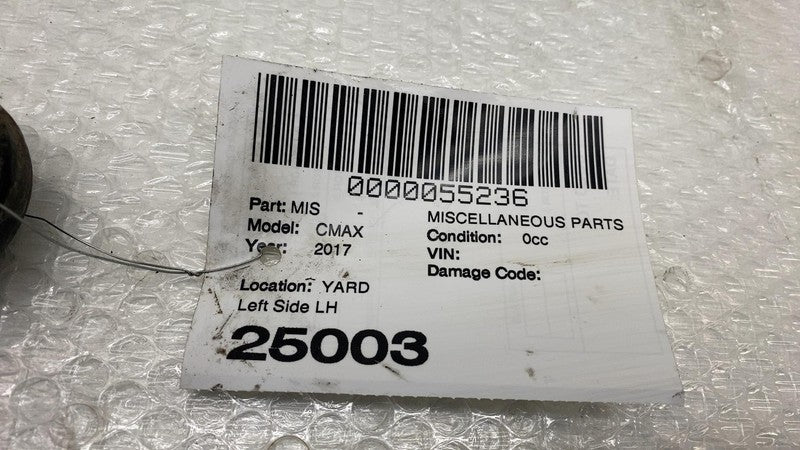 0000055236
Part: MIS - MISCELLANEOUS PARTS
Model: CMAX Condition: 0cc
Year: 2017 VIN:
Damage Code:
Location: YARD
Left Side LH
25003